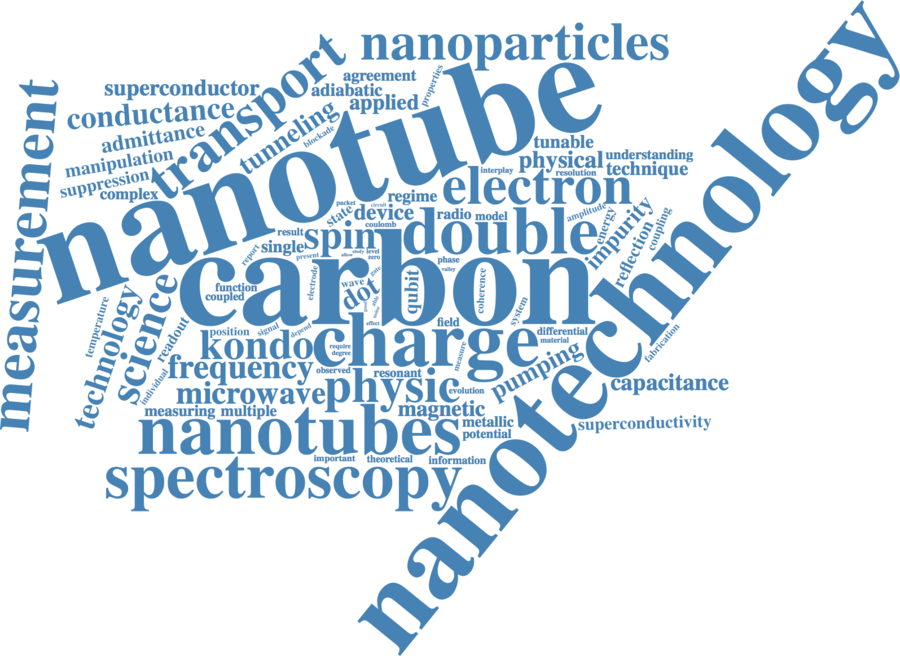 nanotechnology
nanoparticles
nanotube
transport
agreement
properties
superconductor
adiabatic
applied
conductance
measurement
admittance
tunneling
blockade
manipulation
suppression
complex
tunable
physical
understanding
interplay
resolution
technique
electron
regime
packet
circuit
state
device
radio
model
amplitude
energy
impurity
coupling
reflection
coulomb
result
spin
double
single
report
present
allow
study
level
zero
carbon
phase
valley
function
coupled
electrode
wave
gate
dot
qubit
coherence
system
temperature
technology
science
readout
individual
position
signal
depend
effect
field
differential
material
fabrication
kondo
require
degree
charge
measure
frequency
observed
resonant
pumping
capacitance
microwave
physic
evolution
measuring
multiple
magnetic
metallic
potential
superconductivity
nanotubes
important
theoretical
information
spectroscopy